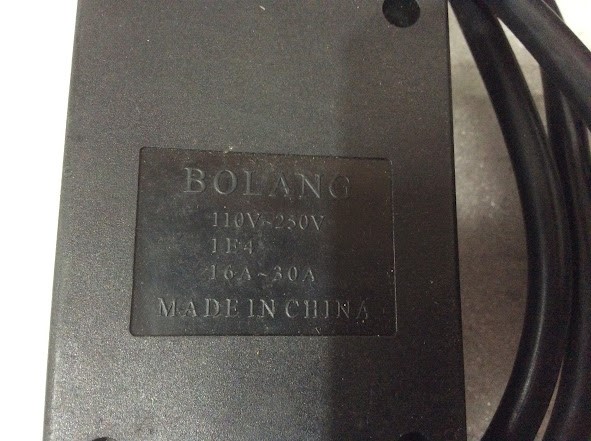 BOLANG
110V~250V
1E4
16A~30A
MADE IN CHINA